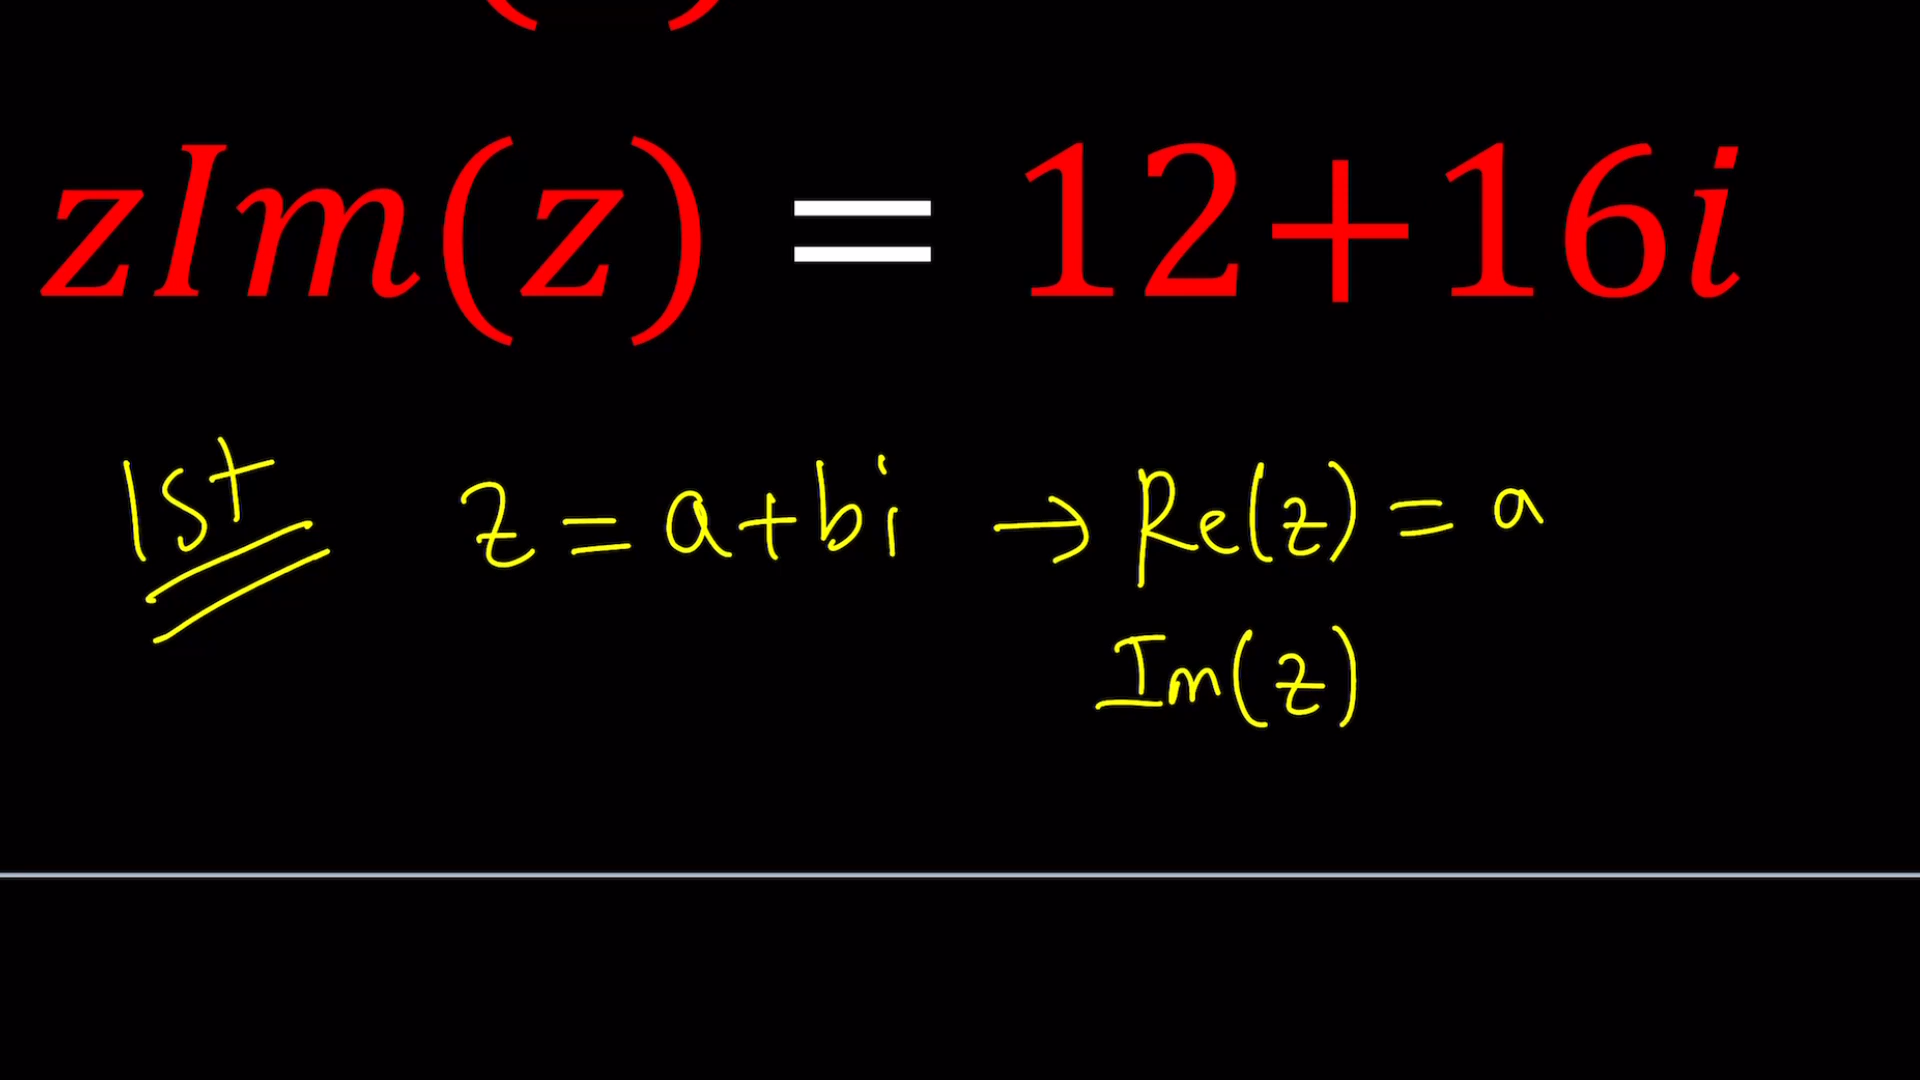 zIm(z) = 12+16i
1st z = a+bi → Re(z) = a
Im(z)